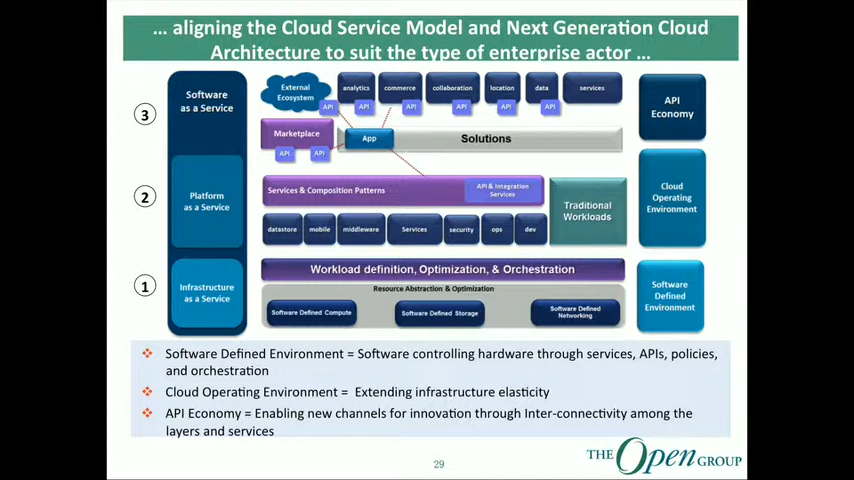 … aligning the Cloud Service Model and Next Generation Cloud
Architecture to suit the type of enterprise actor …
3
Software
as a Service
External
Ecosystem
analytics
commerce
collaboration
location
data
services
API
API
API
API
API
API
API
Economy
Marketplace
App
Solutions
API
API
2
Platform
as a Service
Services & Composition Patterns
API & Integration
Services
Traditional
Workloads
Cloud
Operating
Environment
datastore
mobile
middleware
Services
security
ops
dev
1
Infrastructure
as a Service
Workload definition, Optimization, & Orchestration
Resource Abstraction & Optimization
Software Defined Compute
Software Defined Storage
Software Defined
Networking
Software
Defined
Environment
Software Defined Environment = Software controlling hardware through services, APIs, policies,
and orchestration
Cloud Operating Environment = Extending infrastructure elasticity
API Economy = Enabling new channels for innovation through Inter-connectivity among the
layers and services
29
THE Open GROUP